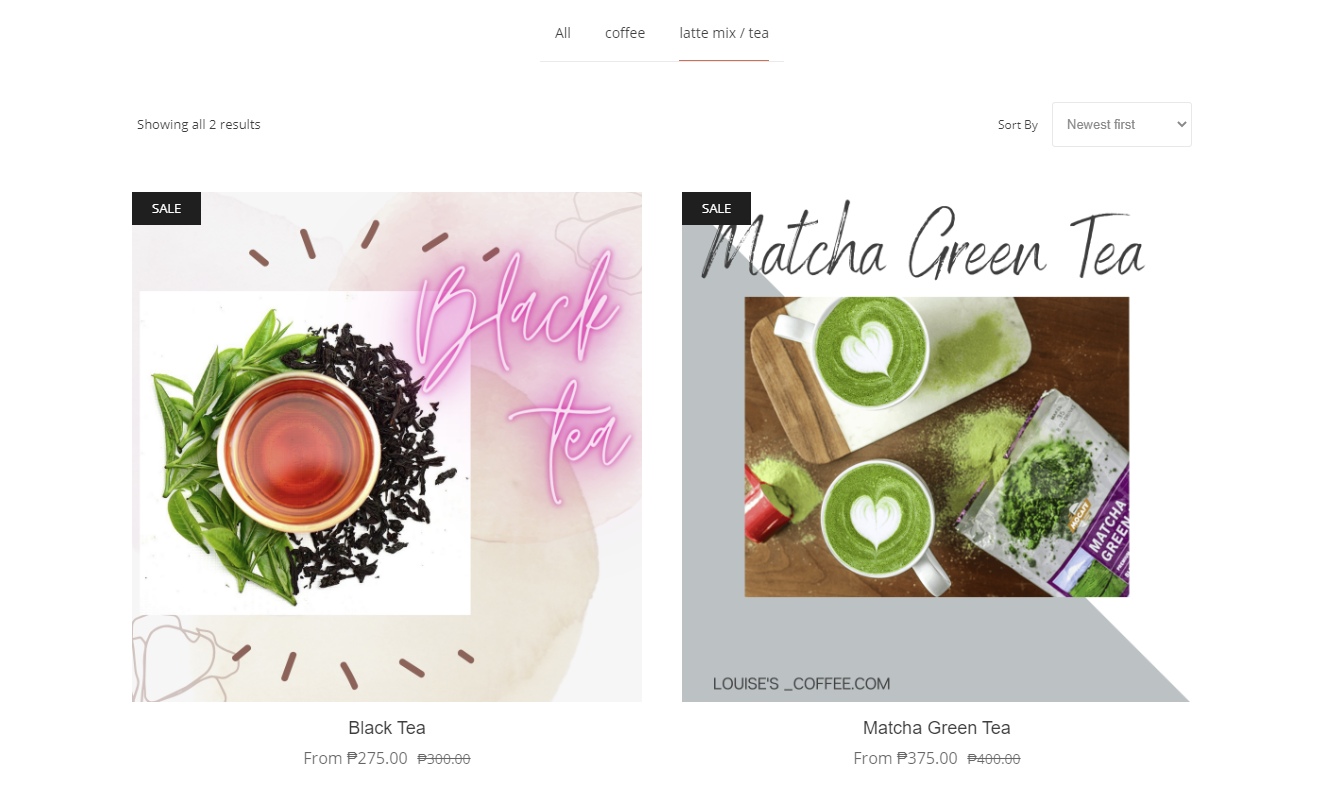 All coffee latte mix / tea
Showing all 2 results
Sort By Newest first
SALE
Black
tea
SALE
Matcha Green Tea
MATCHA
GREEN
LOUISE'S _COFFEE.COM
Black Tea
From ₱275.00 ₱300.00
Matcha Green Tea
From ₱375.00 ₱400.00